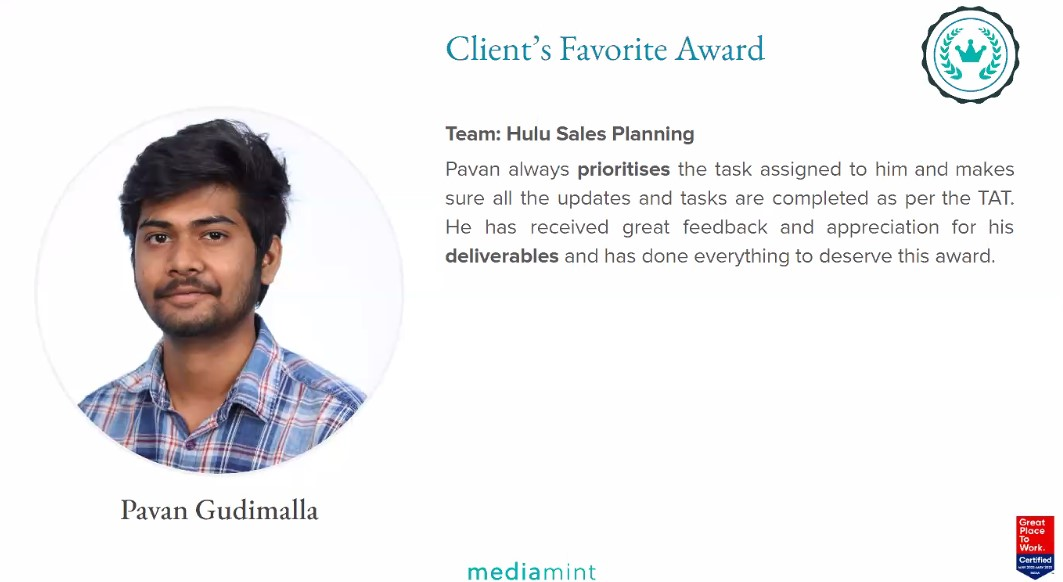 Client's Favorite Award
Team: Hulu Sales Planning
Pavan always prioritises the task assigned to him and makes
sure all the updates and tasks are completed as per the TAT.
He has received great feedback and appreciation for his
deliverables and has done everything to deserve this award.
Pavan Gudimalla
mediamint
Great
Place
To
Work.
Certified